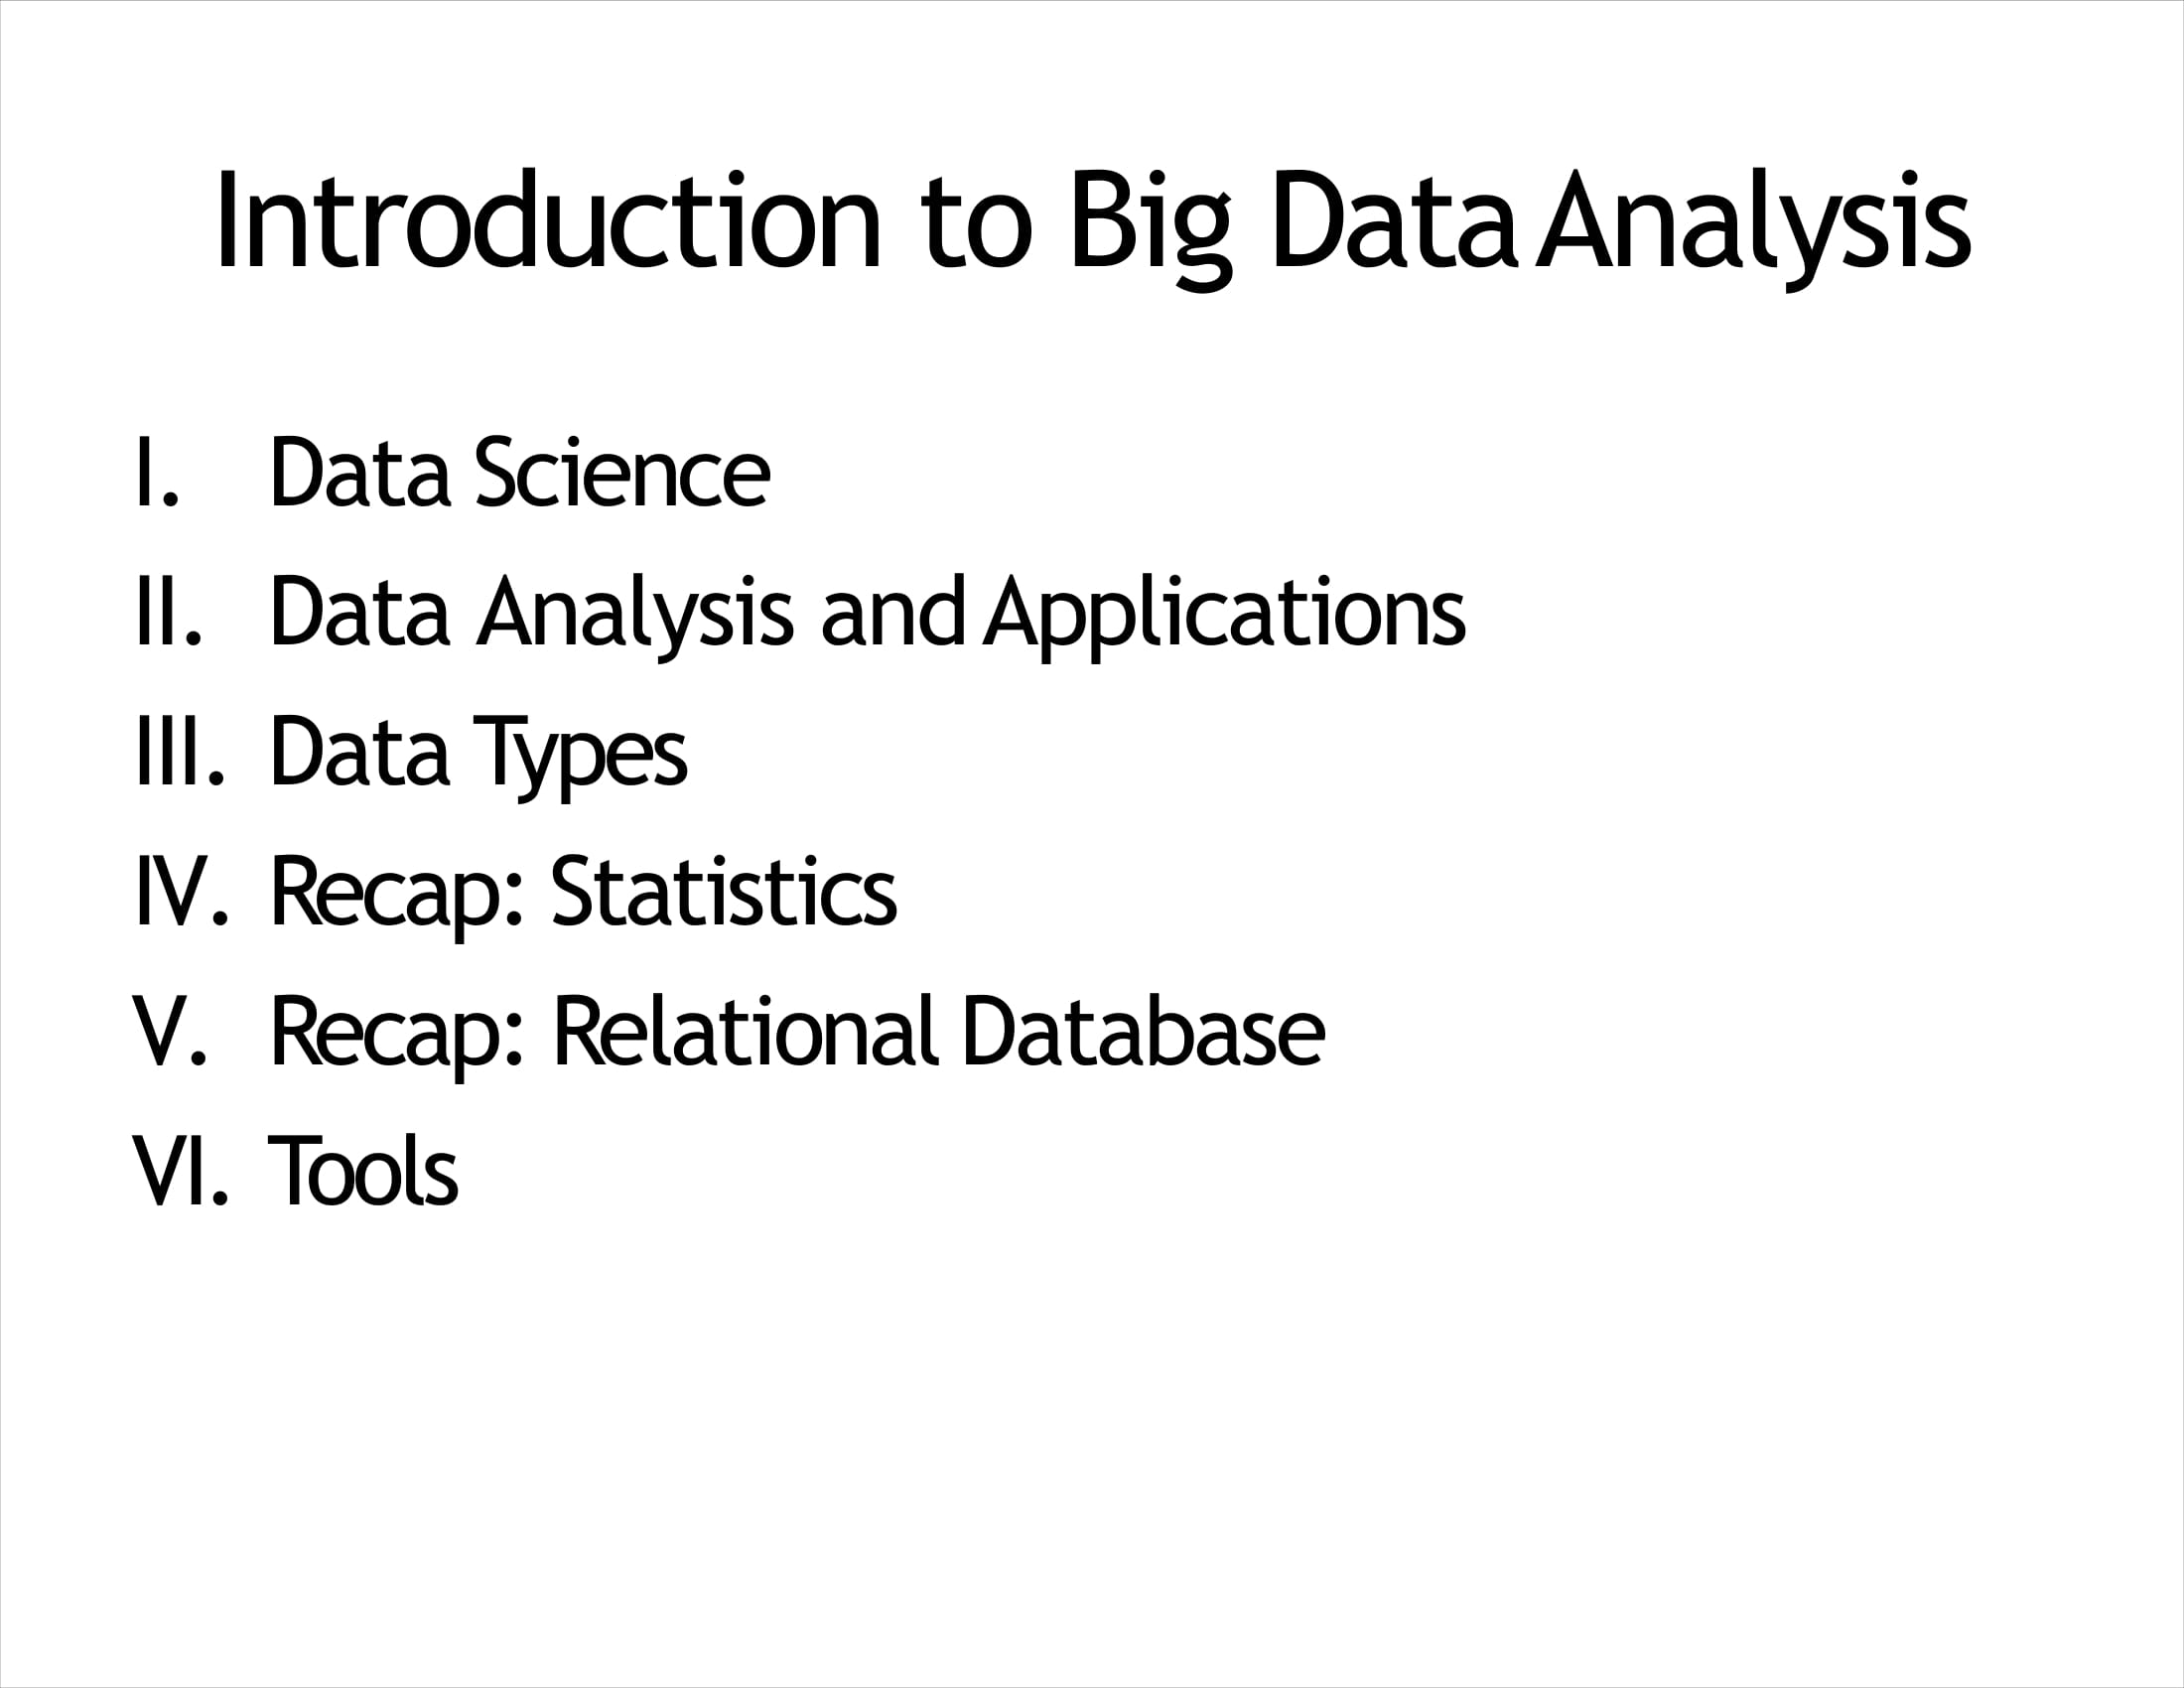 Introduction to Big Data Analysis
I. Data Science
II. Data Analysis and Applications
III. Data Types
IV. Recap: Statistics
V. Recap: Relational Database
VI. Tools